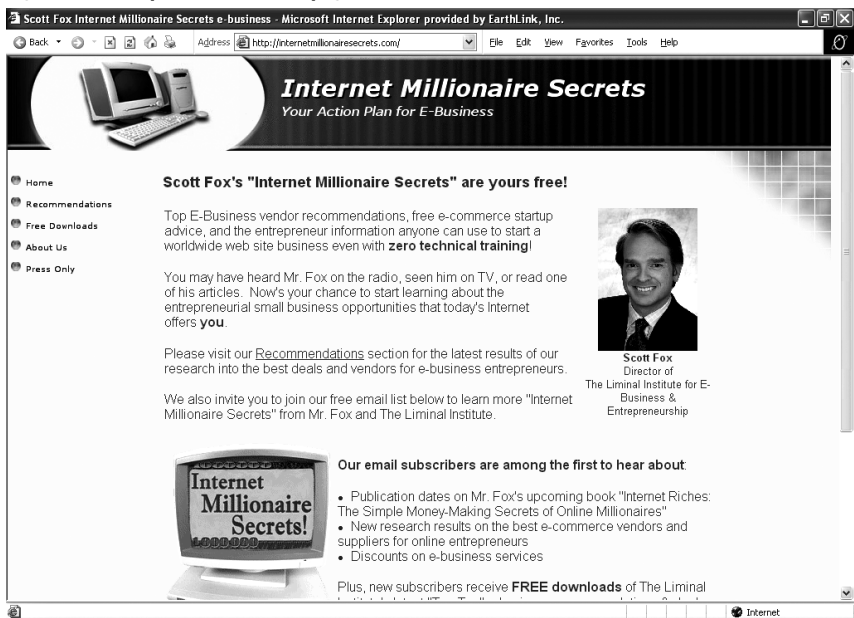 Scott Fox Internet Millionaire Secrets e-business - Microsoft Internet Explorer provided by EarthLink, Inc.
Back Address http://internetmillionairesecrets.com/ File Edit View Favorites Tools Help
Internet Millionaire Secrets
Your Action Plan for E-Business
Home
Recommendations
Free Downloads
About Us
Press Only
Scott Fox's "Internet Millionaire Secrets" are yours free!
Top E-Business vendor recommendations, free e-commerce startup
advice, and the entrepreneur information anyone can use to start a
worldwide web site business even with zero technical training!
You may have heard Mr. Fox on the radio, seen him on TV, or read one
of his articles. Now's your chance to start learning about the
entrepreneurial small business opportunities that today's Internet
offers you.
Please visit our Recommendations section for the latest results of our
research into the best deals and vendors for e-business entrepreneurs.
We also invite you to join our free email list below to learn more "Internet
Millionaire Secrets" from Mr. Fox and The Liminal Institute.
Scott Fox
Director of
The Liminal Institute for E-
Business &
Entrepreneurship
Internet
Millionaire
Secrets!
Our email subscribers are among the first to hear about:
• Publication dates on Mr. Fox's upcoming book "Internet Riches:
The Simple Money-Making Secrets of Online Millionaires"
• New research results on the best e-commerce vendors and
suppliers for online entrepreneurs
• Discounts on e-business services
Plus, new subscribers receive FREE downloads of The Liminal
Internet